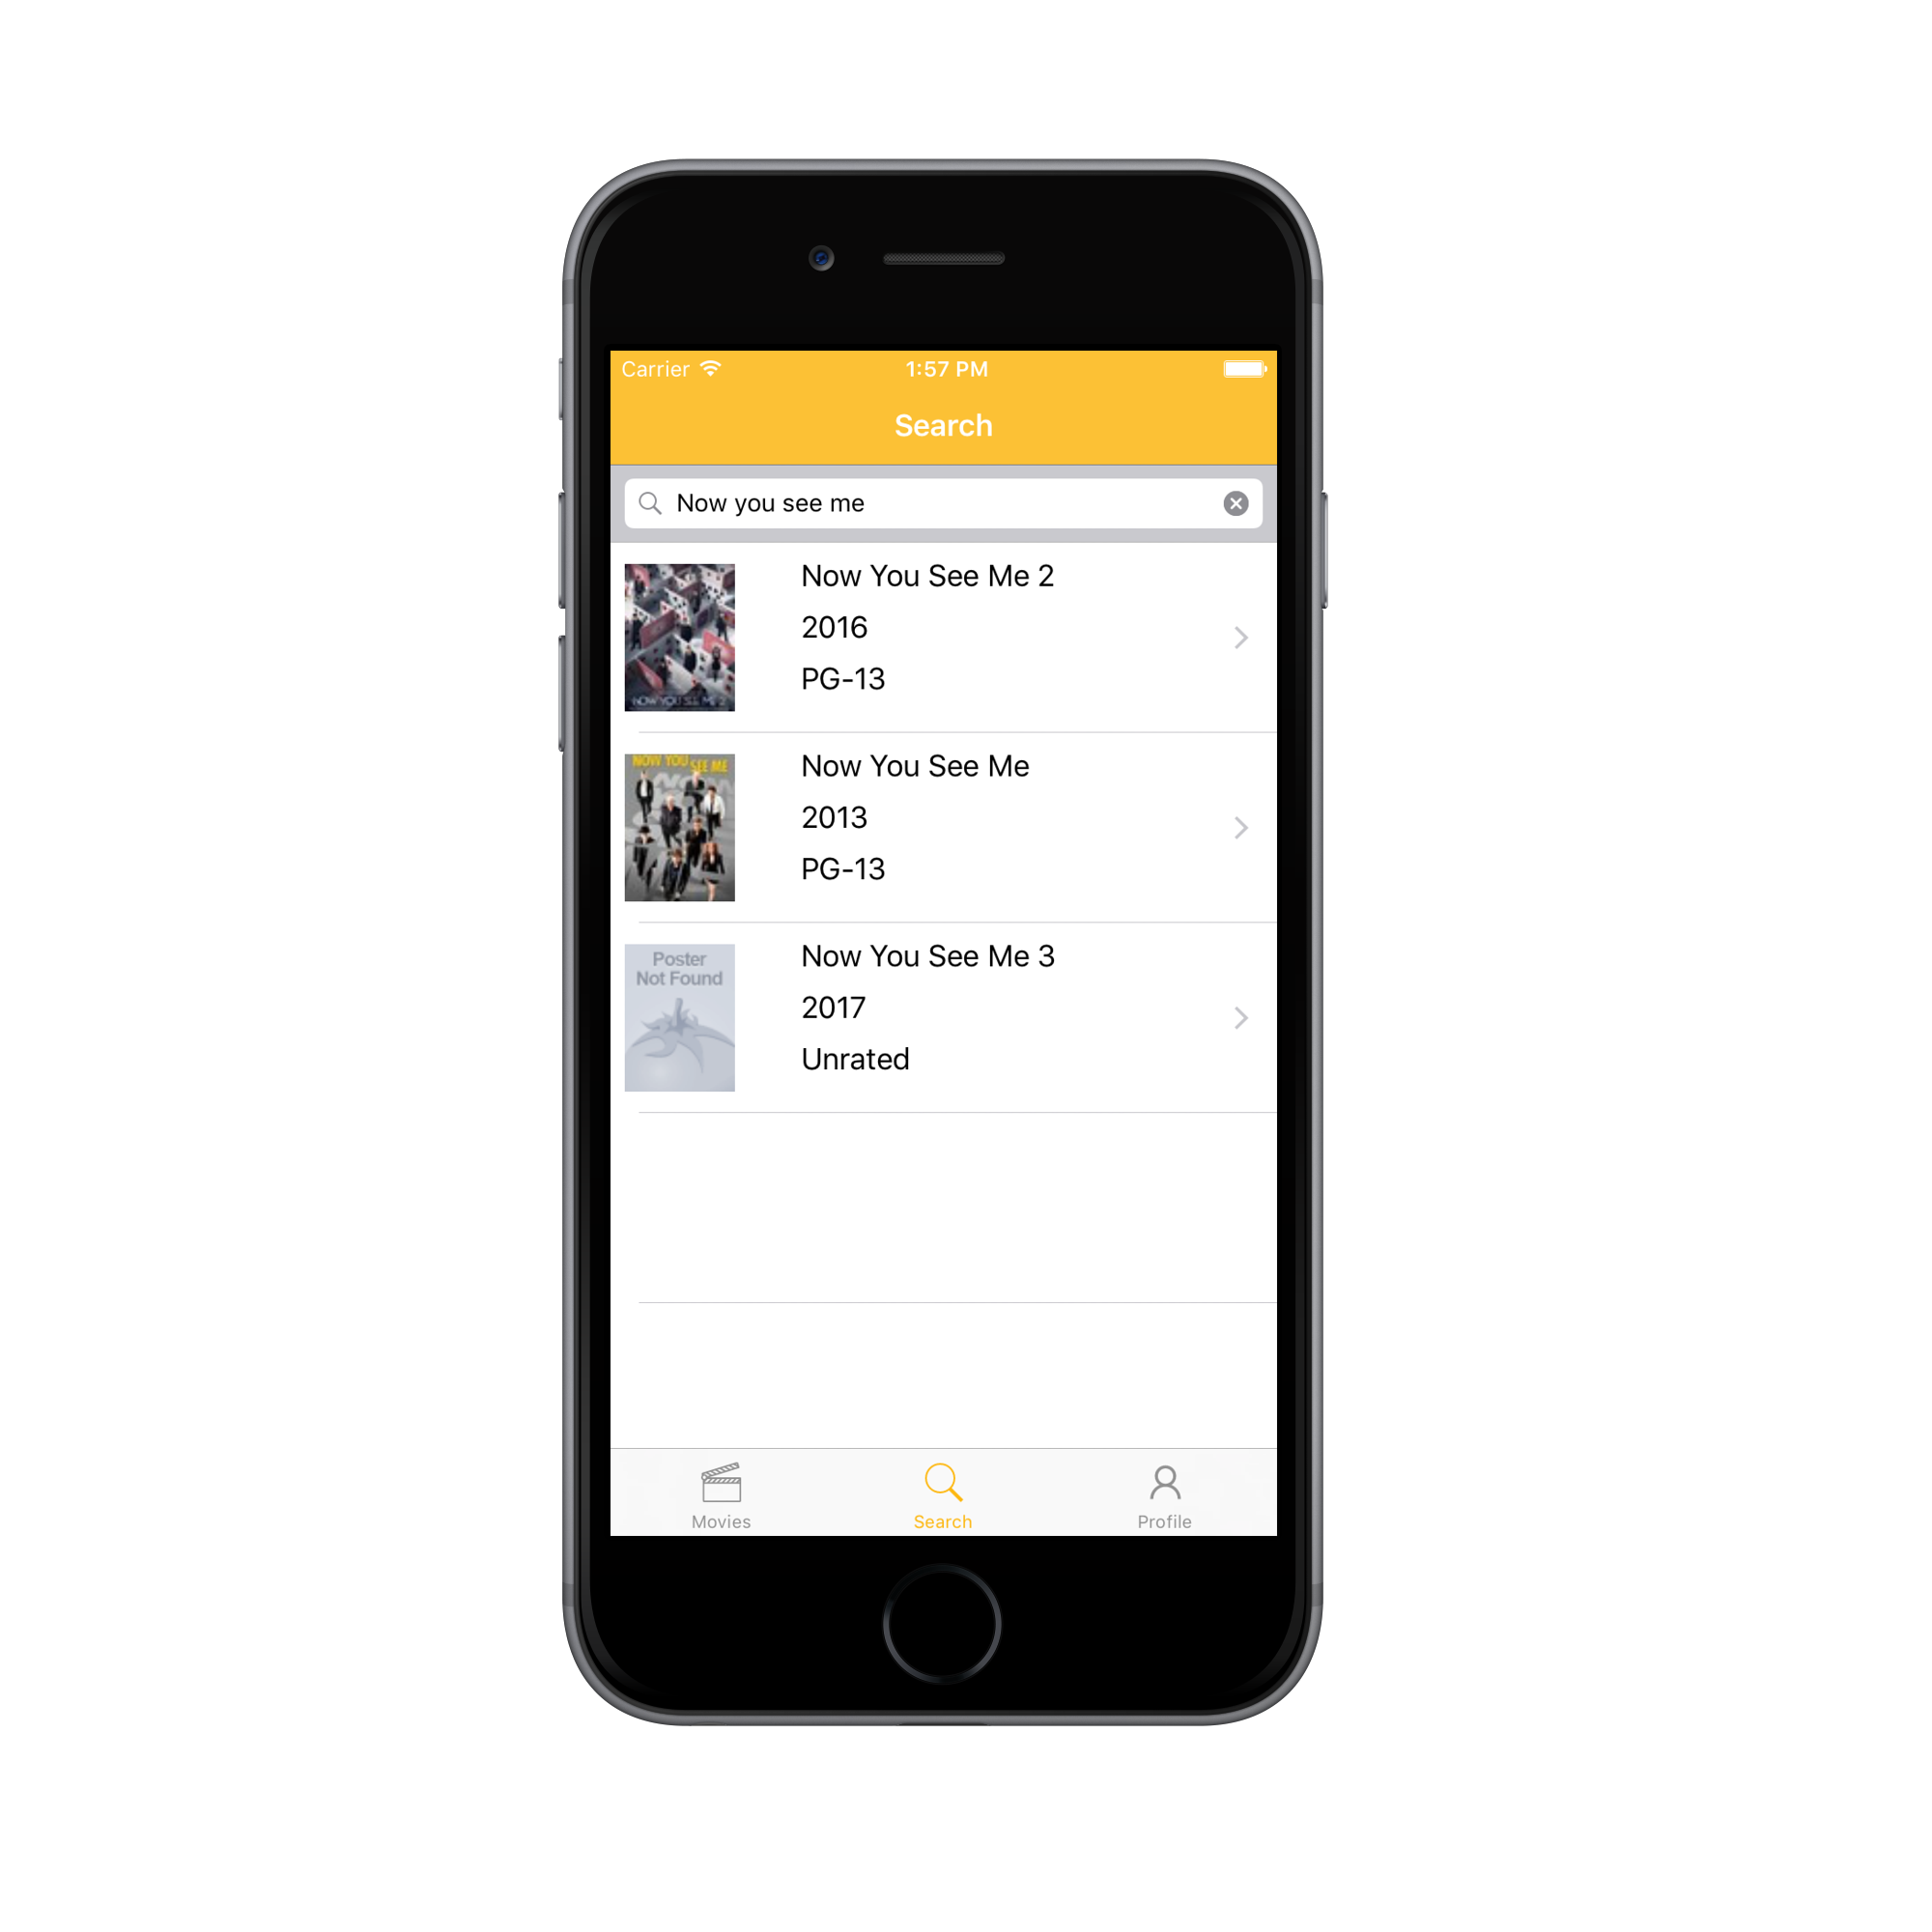 Carrier 1:57 PM
Search
Now you see me
Now You See Me 2
2016
PG-13
NOW YOU SEE ME 2
Now You See Me
2013
PG-13
NOW YOU SEE ME
Now You See Me 3
2017
Unrated
Poster
Not Found
Movies Search Profile